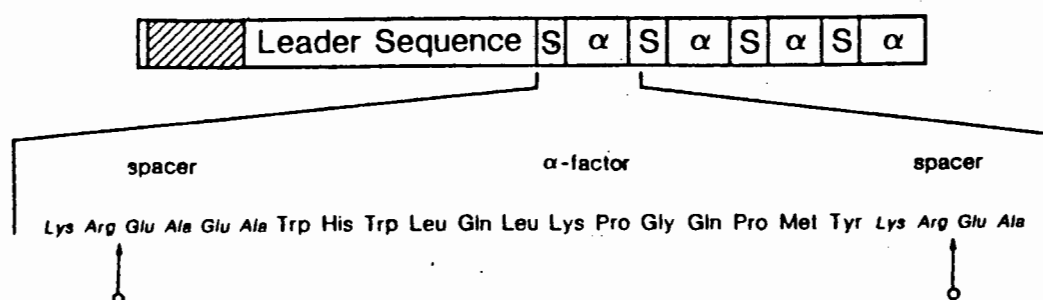 Leader Sequence S α S α S α S α
spacer α-factor spacer
Lys Arg Glu Ala Glu Ala Trp His Trp Leu Gln Leu Lys Pro Gly Gln Pro Met Tyr Lys Arg Glu Ala